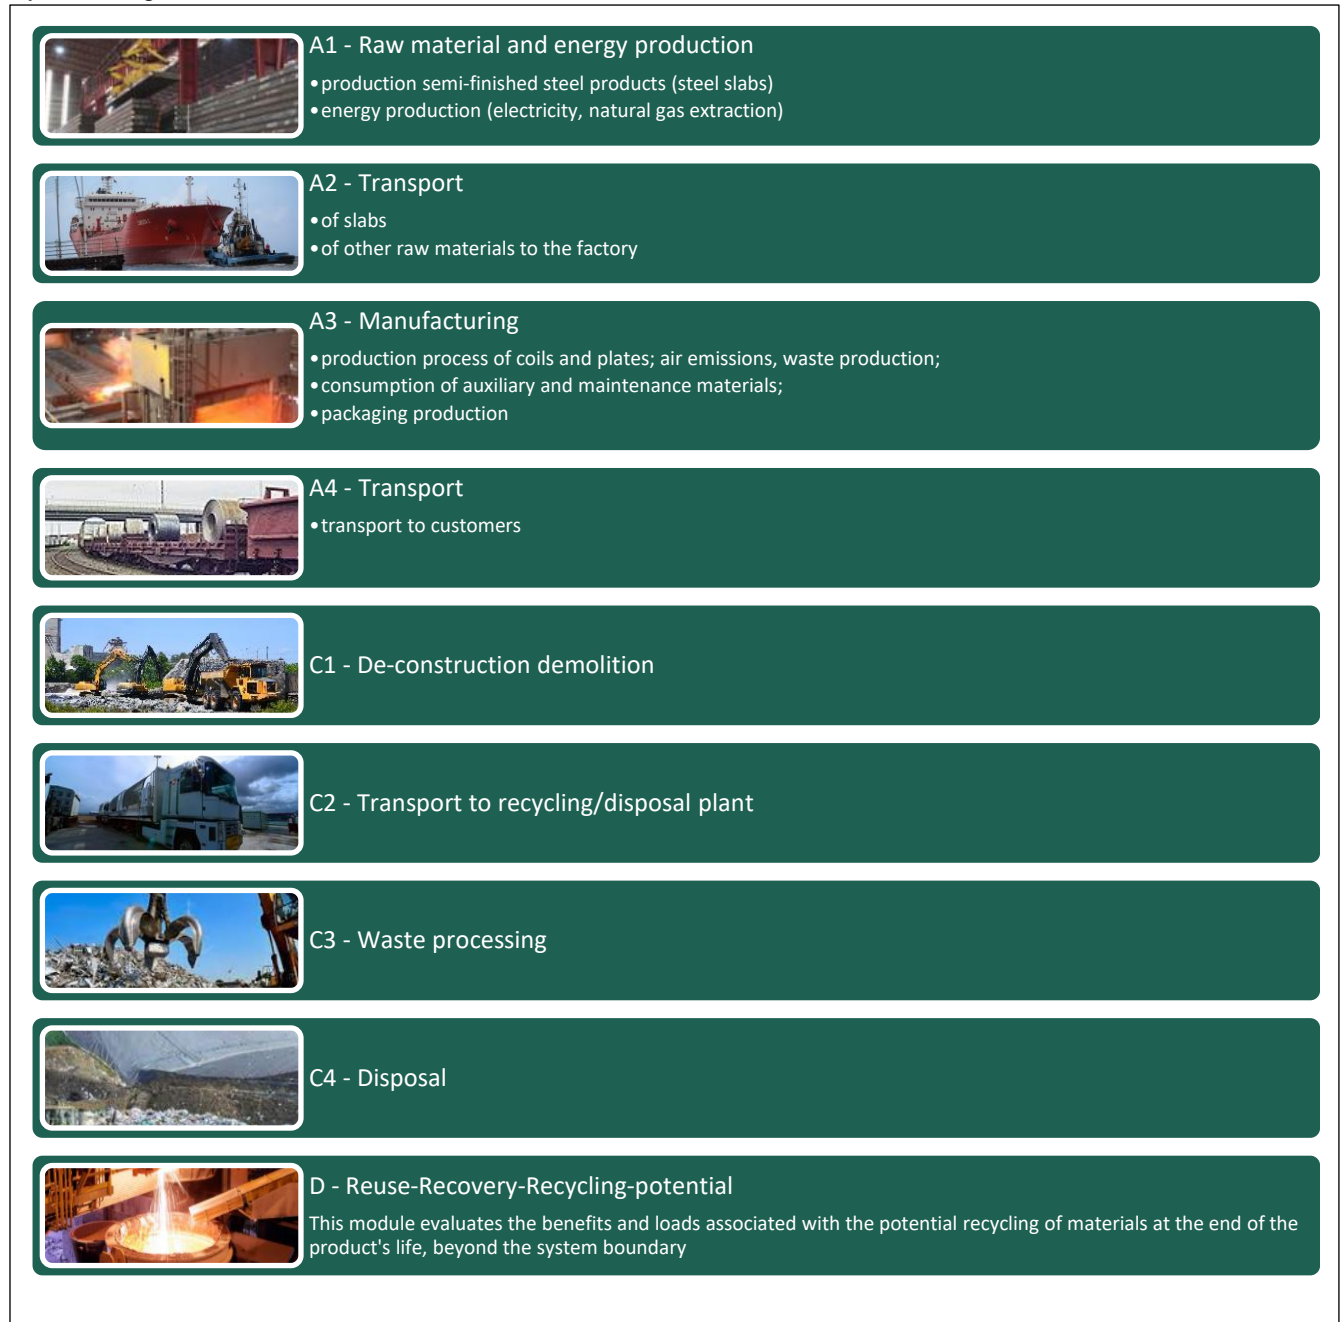 A1 - Raw material and energy production
•production semi-finished steel products (steel slabs)
•energy production (electricity, natural gas extraction)
A2 - Transport
•of slabs
•of other raw materials to the factory
A3 - Manufacturing
•production process of coils and plates; air emissions, waste production;
•consumption of auxiliary and maintenance materials;
•packaging production
A4 - Transport
•transport to customers
C1 - De-construction demolition
C2 - Transport to recycling/disposal plant
C3 - Waste processing
C4 - Disposal
D - Reuse-Recovery-Recycling-potential
This module evaluates the benefits and loads associated with the potential recycling of materials at the end of the
product's life, beyond the system boundary